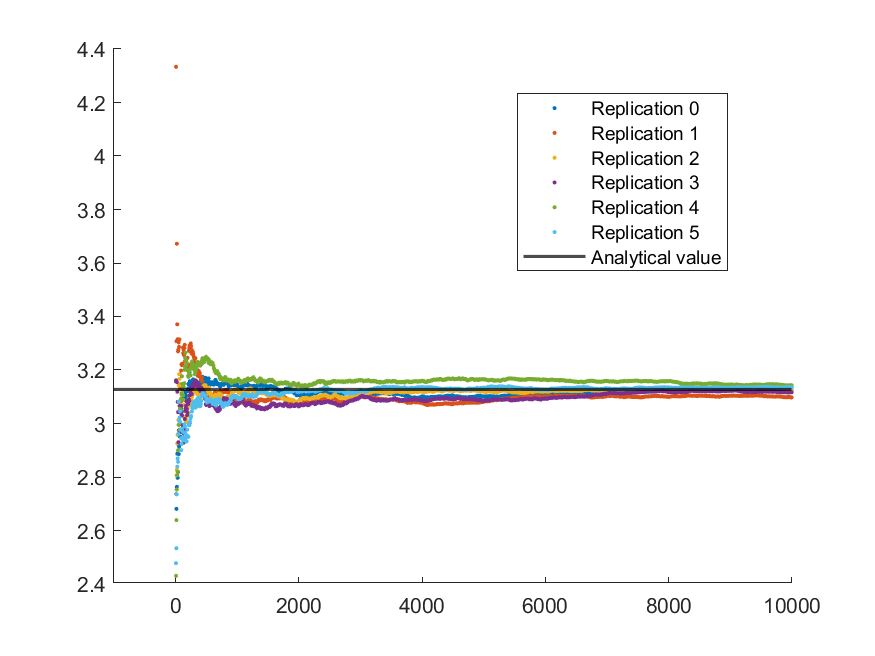 4.4
4.2
4
3.8
3.6
3.4
3.2
3
2.8
2.6
2.4
Replication 0
Replication 1
Replication 2
Replication 3
Replication 4
Replication 5
Analytical value
0 2000 4000 6000 8000 10000